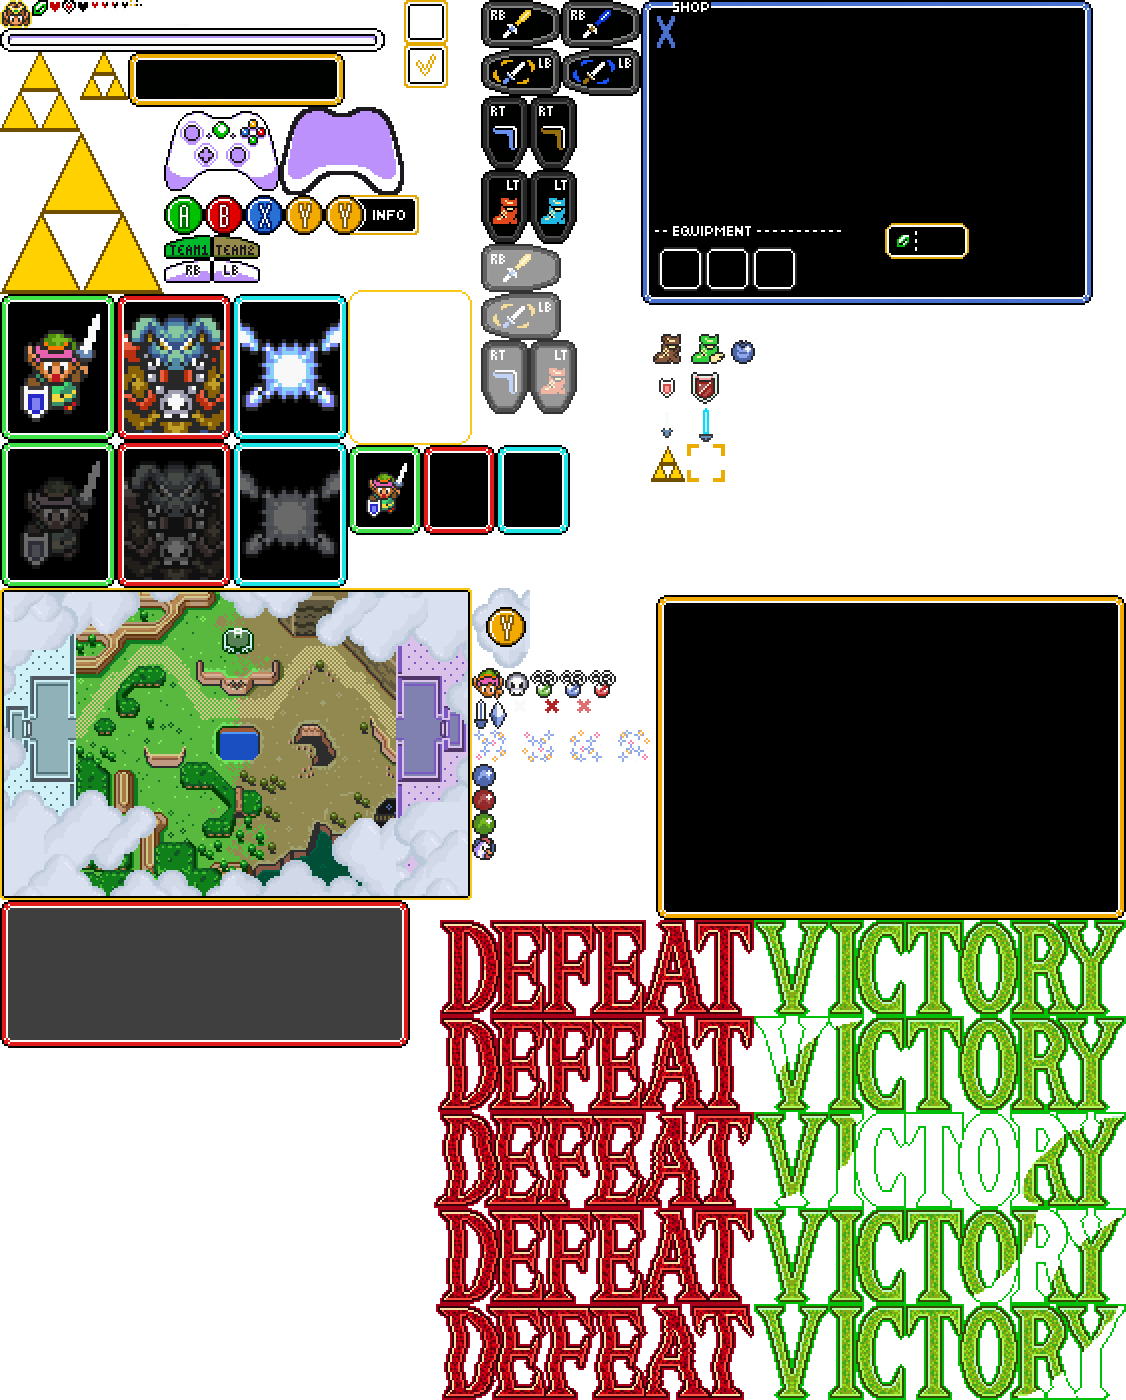 SHOP
X
RB
RB
LB
LB
RT
RT
LT
LT
A B X Y Y INFO
TEAM1 TEAM2
RB LB
EQUIPMENT
RB
LB
RT
LT
Y
DEFEAT VICTORY
DEFEAT VICTORY
DEFEAT VICTORY
DEFEAT VICTORY
DEFEAT VICTORY